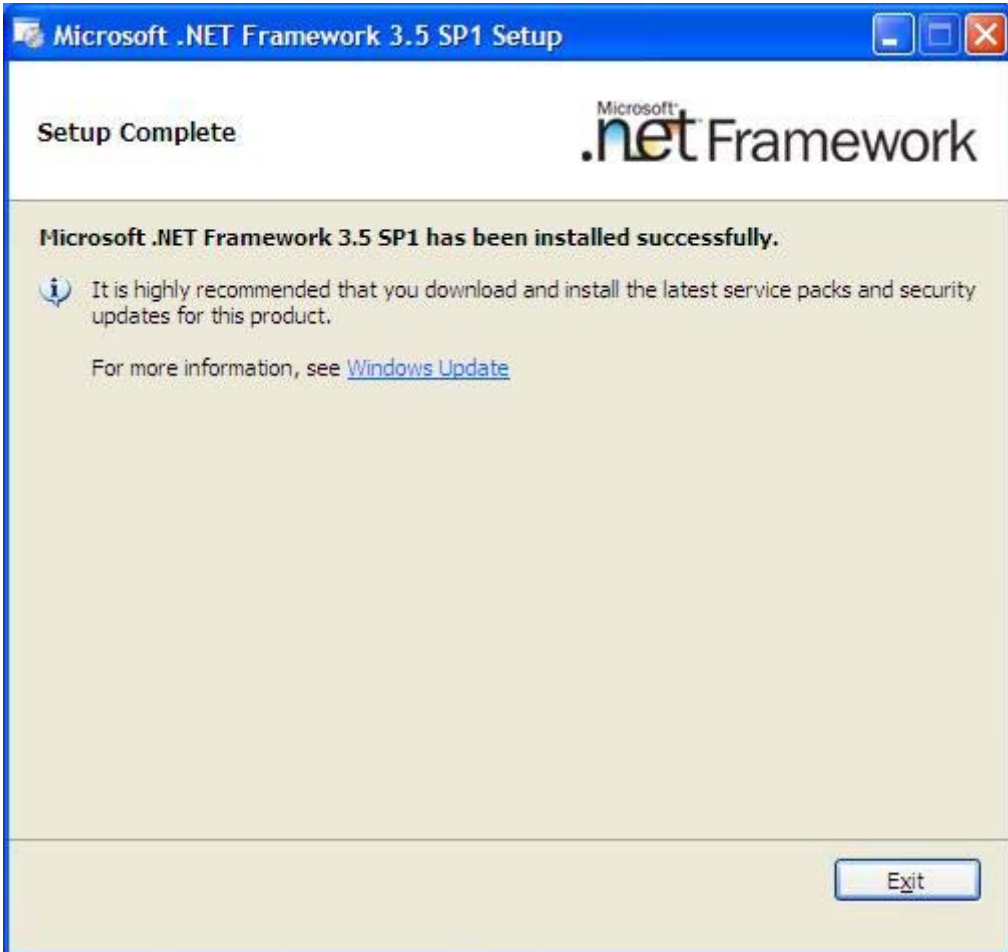 Microsoft .NET Framework 3.5 SP1 Setup
Setup Complete
Microsoft
.net Framework
Microsoft .NET Framework 3.5 SP1 has been installed successfully.
It is highly recommended that you download and install the latest service packs and security
updates for this product.
For more information, see Windows Update
Exit